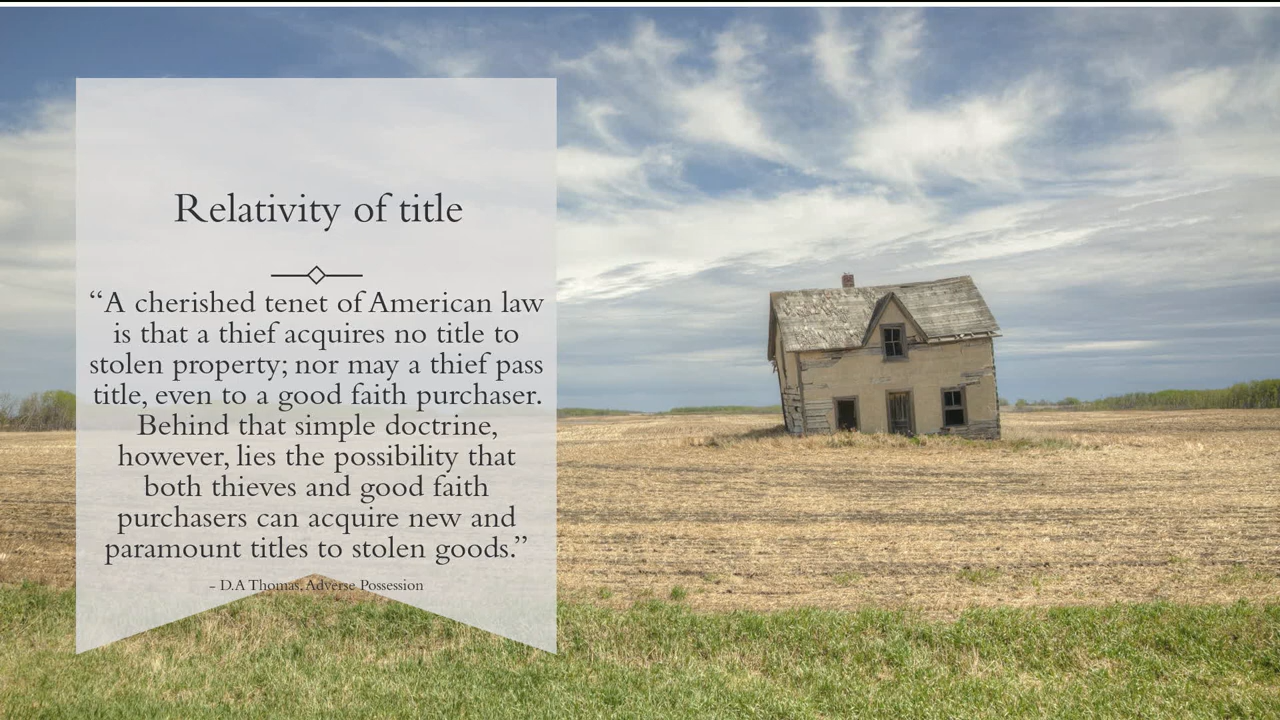 Relativity of title
“A cherished tenet of American law
is that a thief acquires no title to
stolen property; nor may a thief pass
title, even to a good faith purchaser.
Behind that simple doctrine,
however, lies the possibility that
both thieves and good faith
purchasers can acquire new and
paramount titles to stolen goods.”
- D.A Thomas, Adverse Possession